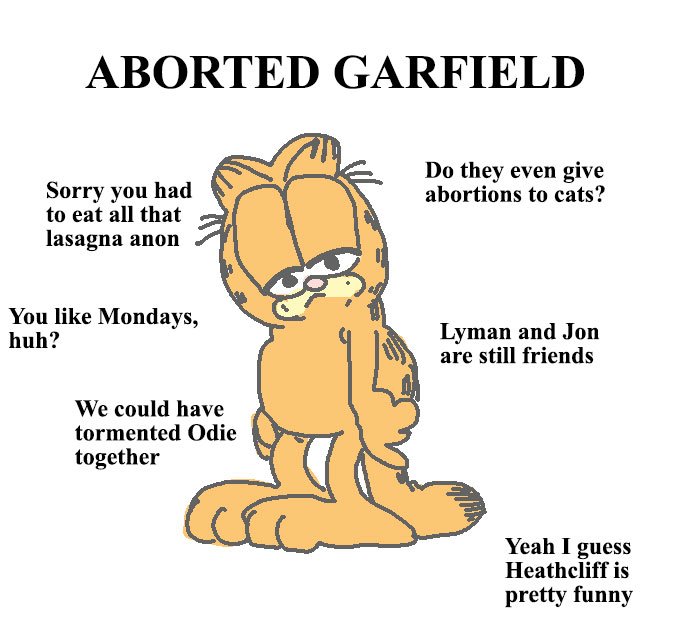 ABORTED GARFIELD
Sorry you had
to eat all that
lasagna anon
Do they even give
abortions to cats?
You like Mondays,
huh?
Lyman and Jon
are still friends
We could have
tormented Odie
together
Yeah I guess
Heathcliff is
pretty funny